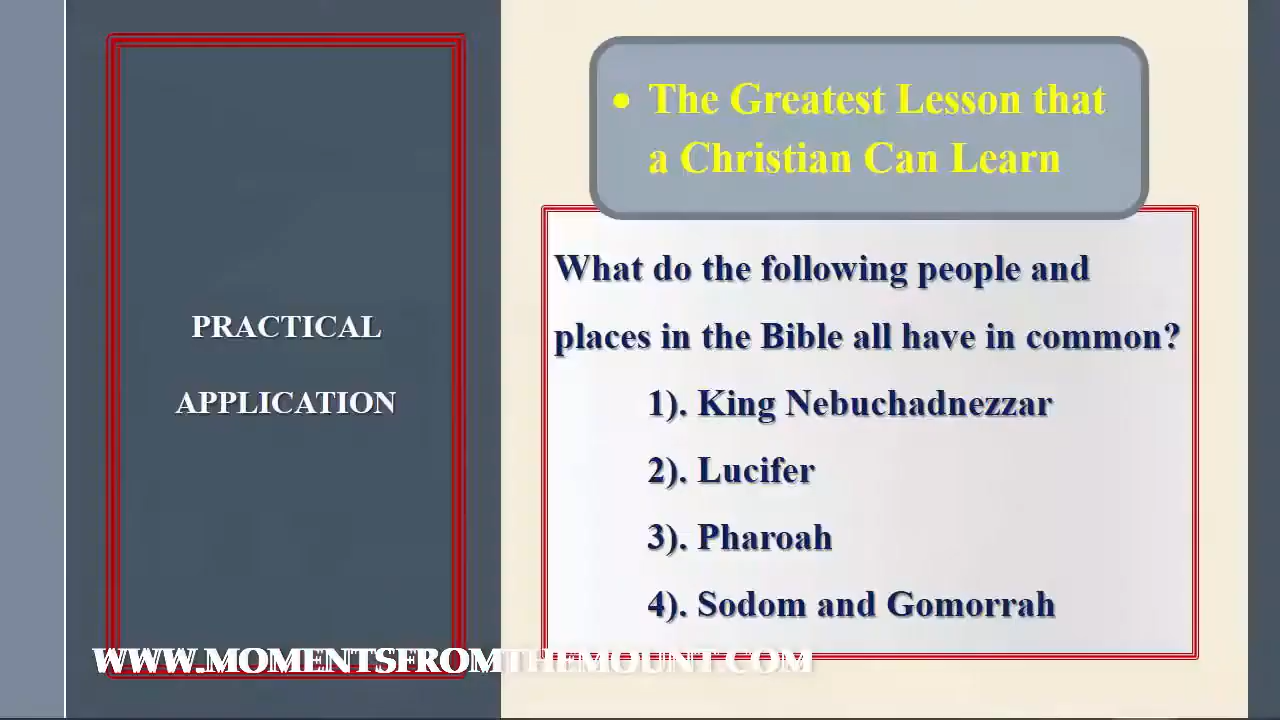 PRACTICAL
APPLICATION
• The Greatest Lesson that
a Christian Can Learn
What do the following people and
places in the Bible all have in common?
1). King Nebuchadnezzar
2). Lucifer
3). Pharoah
4). Sodom and Gomorrah
WWW.MOMENTSFROMTHEMOUNT.COM